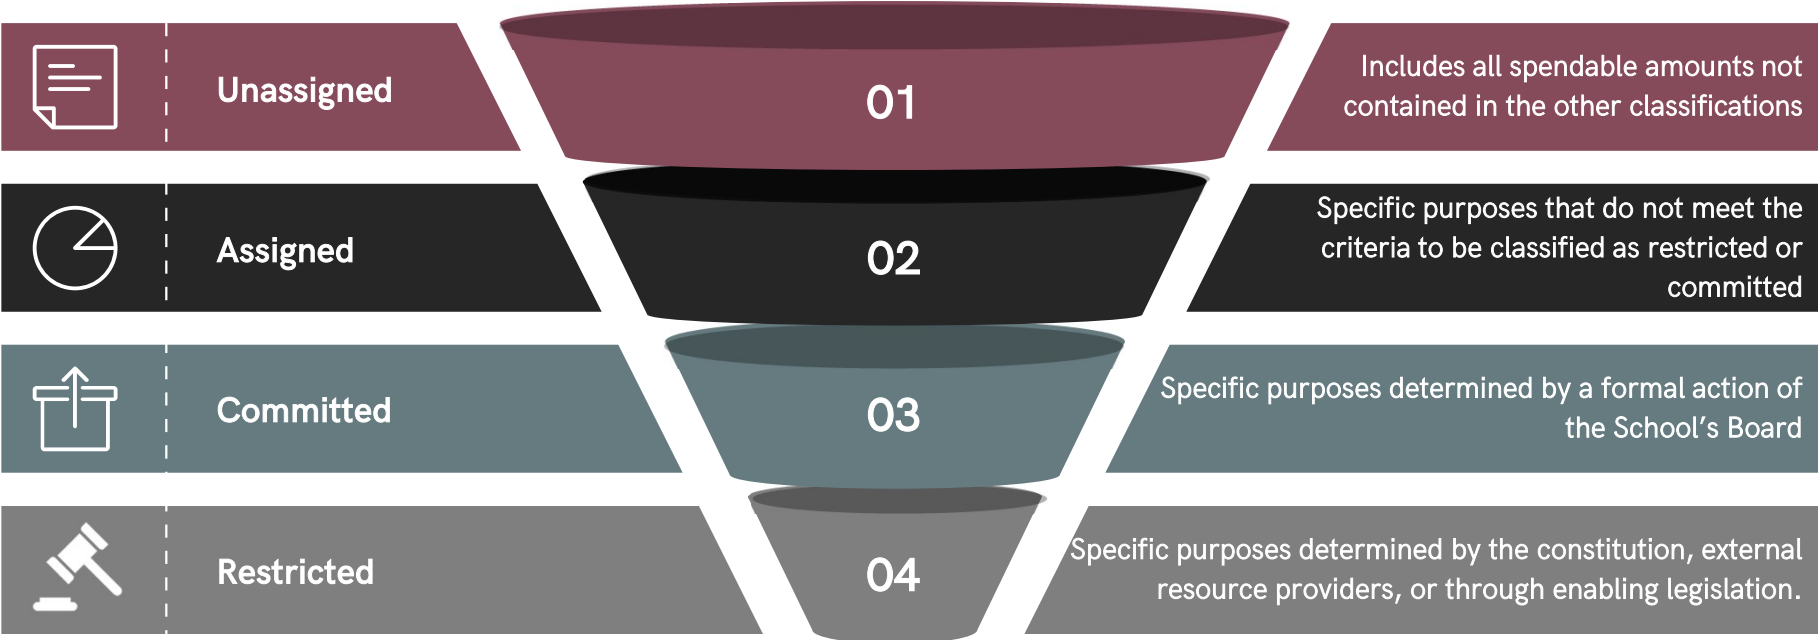 Unassigned
01
Includes all spendable amounts not
contained in the other classifications
Assigned
02
Specific purposes that do not meet the
criteria to be classified as restricted or
committed
Committed
03
Specific purposes determined by a formal action of
the School’s Board
Restricted
04
Specific purposes determined by the constitution, external
resource providers, or through enabling legislation.